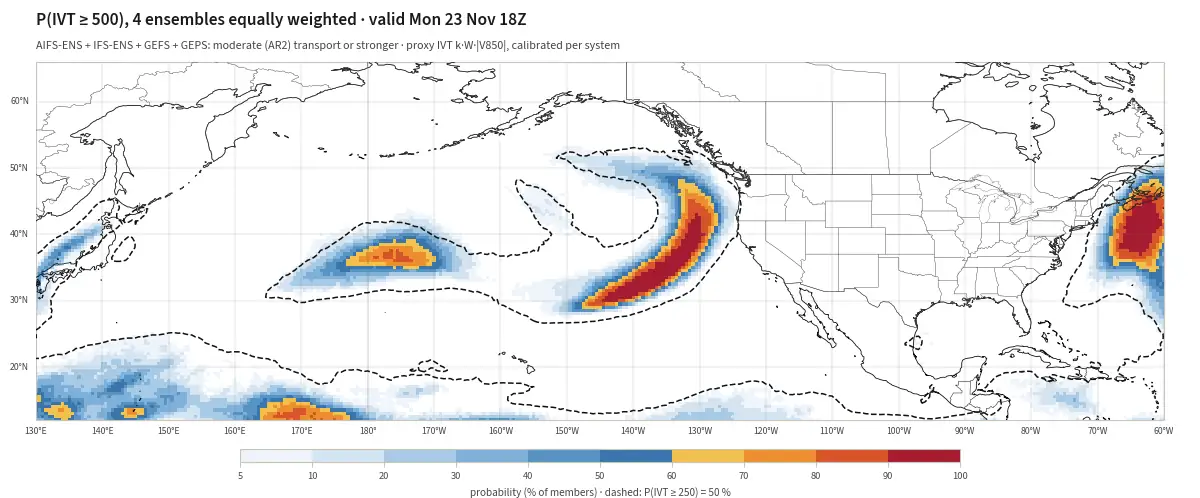 P(IVT ≥ 500), 4 ensembles equally weighted · valid Mon 23 Nov 18Z
AIFS-ENS + IFS-ENS + GEFS + GEPS: moderate (AR2) transport or stronger · proxy IVT k·W·|V850|, calibrated per system
60°N
50°N
40°N
30°N
20°N
130°E 140°E 150°E 160°E 170°E 180° 170°W 160°W 150°W 140°W 130°W 120°W 110°W 100°W 90°W 80°W 70°W 60°W
5 10 20 30 40 50 60 70 80 90 100
probability (% of members) · dashed: P(IVT ≥ 250) = 50 %